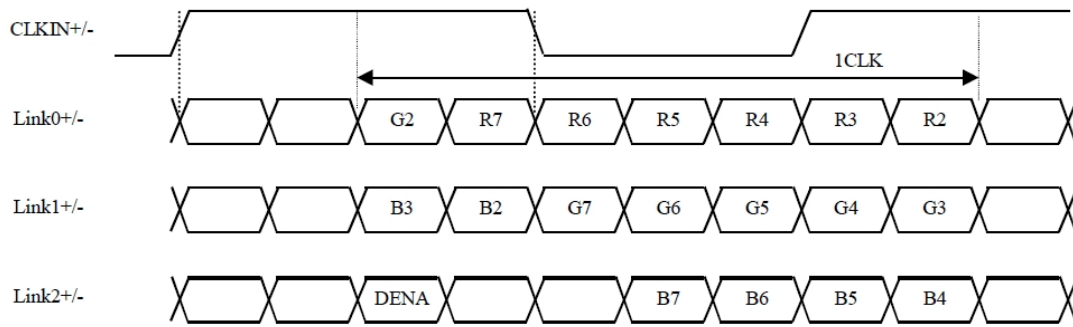 CLKIN+/-
1CLK
Link0+/- G2 R7 R6 R5 R4 R3 R2
Link1+/- B3 B2 G7 G6 G5 G4 G3
Link2+/- DENA B7 B6 B5 B4